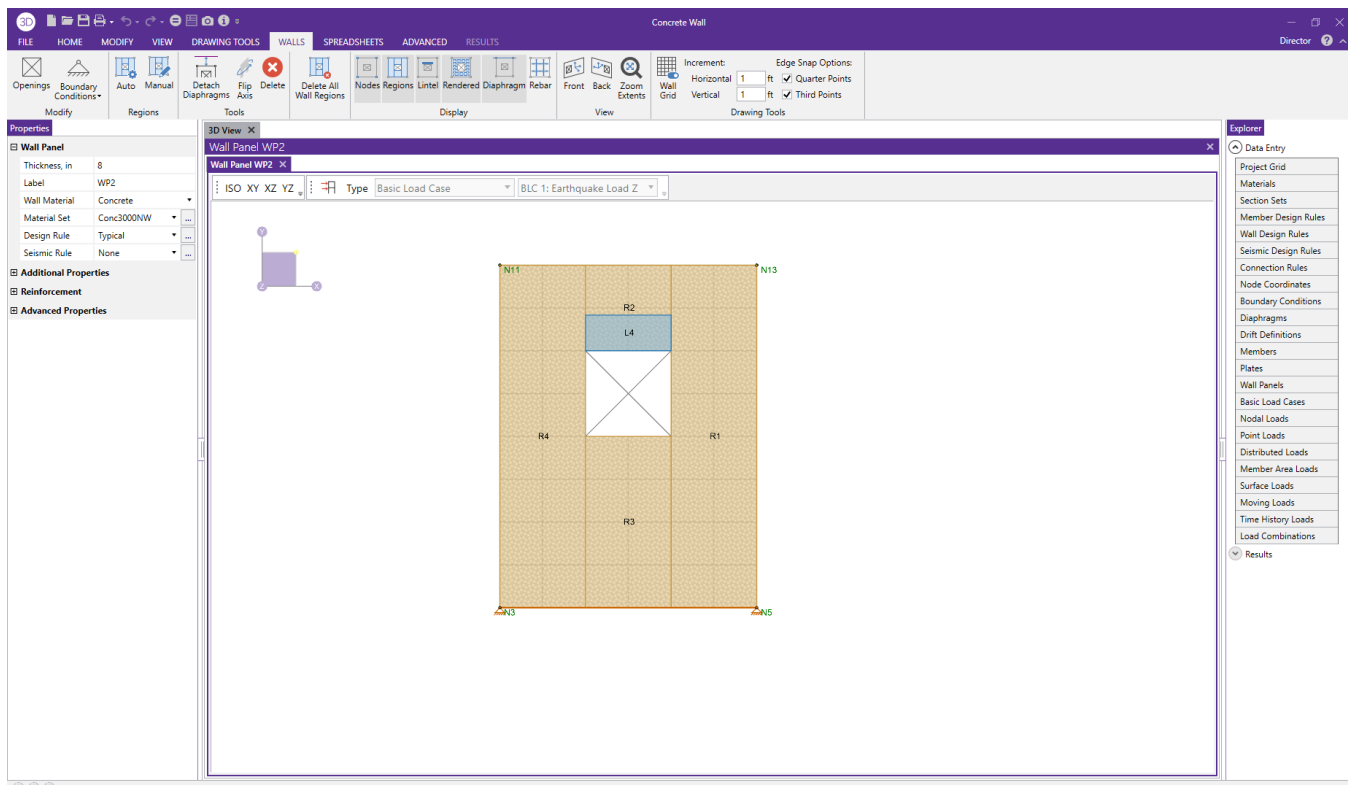 3D
Concrete Wall
FILE HOME MODIFY VIEW DRAWING TOOLS WALLS SPREADSHEETS ADVANCED RESULTS
Director
Openings
Boundary Conditions
Auto
Manual
Detach Diaphragms
Flip Axis
Delete
Delete All Wall Regions
Nodes
Regions
Lintel
Rendered
Diaphragm
Rebar
Front
Back
Zoom Extents
Wall Grid
Increment:
Horizontal 1 ft
Vertical 1 ft
Edge Snap Options:
Quarter Points
Third Points
Modify
Regions
Tools
Display
View
Drawing Tools
Properties
Wall Panel
Thickness, in 8
Label WP2
Wall Material Concrete
Material Set Conc3000NW ...
Design Rule Typical ...
Seismic Rule None ...
Additional Properties
Reinforcement
Advanced Properties
3D View
Wall Panel WP2
Wall Panel WP2
ISO XY XZ YZ Type Basic Load Case BLC 1: Earthquake Load Z
Y
Z
X
N11
N13
R2
L4
R4
R1
R3
N3
N5
Explorer
Data Entry
Project Grid
Materials
Section Sets
Member Design Rules
Wall Design Rules
Seismic Design Rules
Connection Rules
Node Coordinates
Boundary Conditions
Diaphragms
Drift Definitions
Members
Plates
Wall Panels
Basic Load Cases
Nodal Loads
Point Loads
Distributed Loads
Member Area Loads
Surface Loads
Moving Loads
Time History Loads
Load Combinations
Results